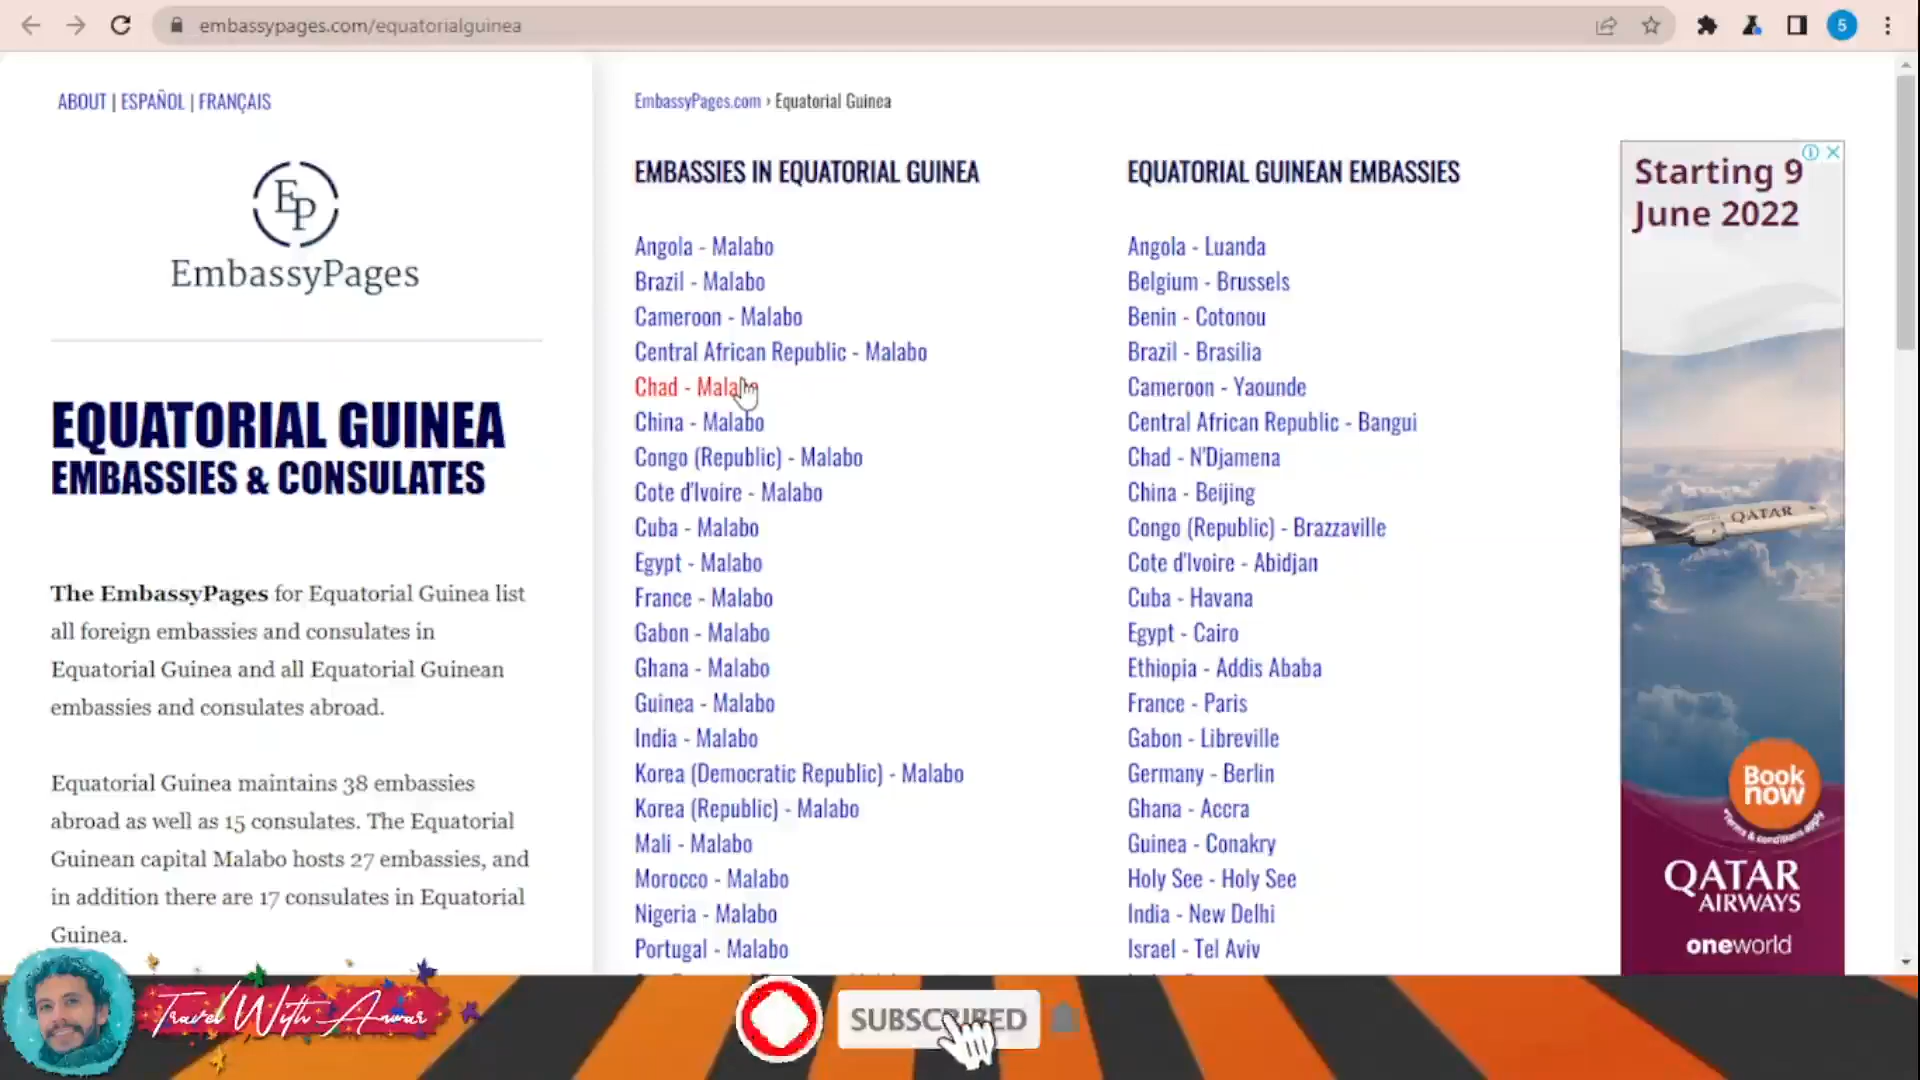 embassypages.com/equatorialguinea
5
ABOUT | ESPAÑOL | FRANÇAIS
EP
EmbassyPages
EQUATORIAL GUINEA
EMBASSIES & CONSULATES
The EmbassyPages for Equatorial Guinea list
all foreign embassies and consulates in
Equatorial Guinea and all Equatorial Guinean
embassies and consulates abroad.
Equatorial Guinea maintains 38 embassies
abroad as well as 15 consulates. The Equatorial
Guinean capital Malabo hosts 27 embassies, and
in addition there are 17 consulates in Equatorial
Guinea.
EmbassyPages.com › Equatorial Guinea
EMBASSIES IN EQUATORIAL GUINEA
Angola - Malabo
Brazil - Malabo
Cameroon - Malabo
Central African Republic - Malabo
Chad - Malabo
China - Malabo
Congo (Republic) - Malabo
Cote d'Ivoire - Malabo
Cuba - Malabo
Egypt - Malabo
France - Malabo
Gabon - Malabo
Ghana - Malabo
Guinea - Malabo
India - Malabo
Korea (Democratic Republic) - Malabo
Korea (Republic) - Malabo
Mali - Malabo
Morocco - Malabo
Nigeria - Malabo
Portugal - Malabo
EQUATORIAL GUINEAN EMBASSIES
Angola - Luanda
Belgium - Brussels
Benin - Cotonou
Brazil - Brasilia
Cameroon - Yaounde
Central African Republic - Bangui
Chad - N'Djamena
China - Beijing
Congo (Republic) - Brazzaville
Cote d'Ivoire - Abidjan
Cuba - Havana
Egypt - Cairo
Ethiopia - Addis Ababa
France - Paris
Gabon - Libreville
Germany - Berlin
Ghana - Accra
Guinea - Conakry
Holy See - Holy See
India - New Delhi
Israel - Tel Aviv
Starting 9
June 2022
QATAR
Book
now
*Terms & conditions apply
QATAR
AIRWAYS
oneworld
Travel With Anwar
SUBSCRIBED